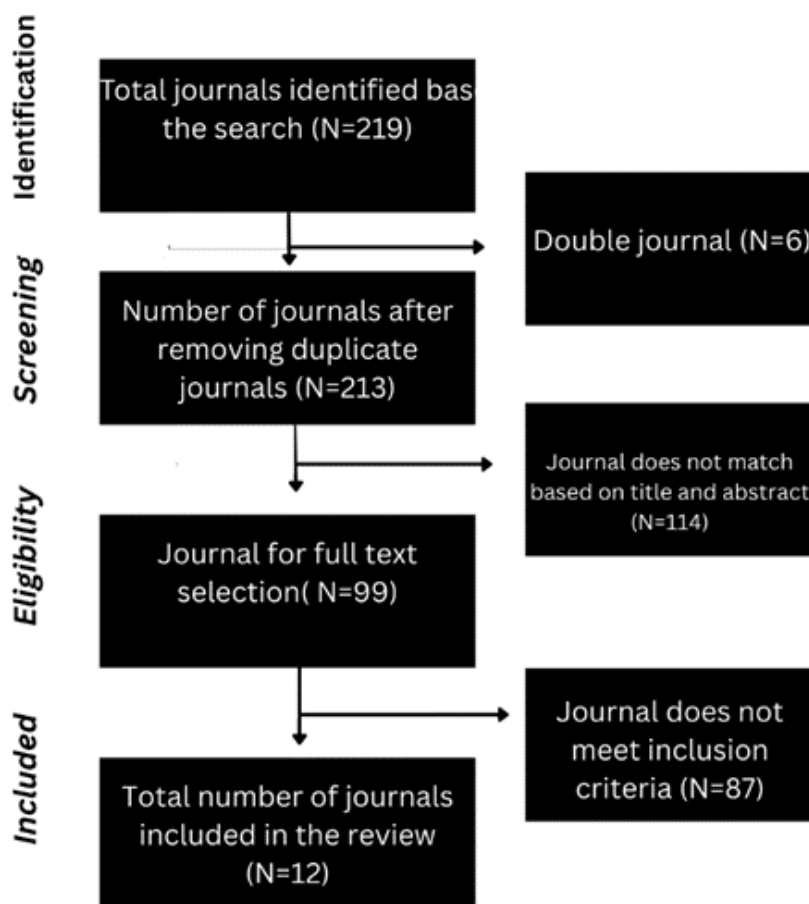 Identification
Total journals identified bas
the search (N=219)
Double journal (N=6)
Screening
Number of journals after
removing duplicate
journals (N=213)
Journal does not match
based on title and abstract
(N=114)
Eligibility
Journal for full text
selection( N=99)
Journal does not
meet inclusion
criteria (N=87)
Included
Total number of journals
included in the review
(N=12)